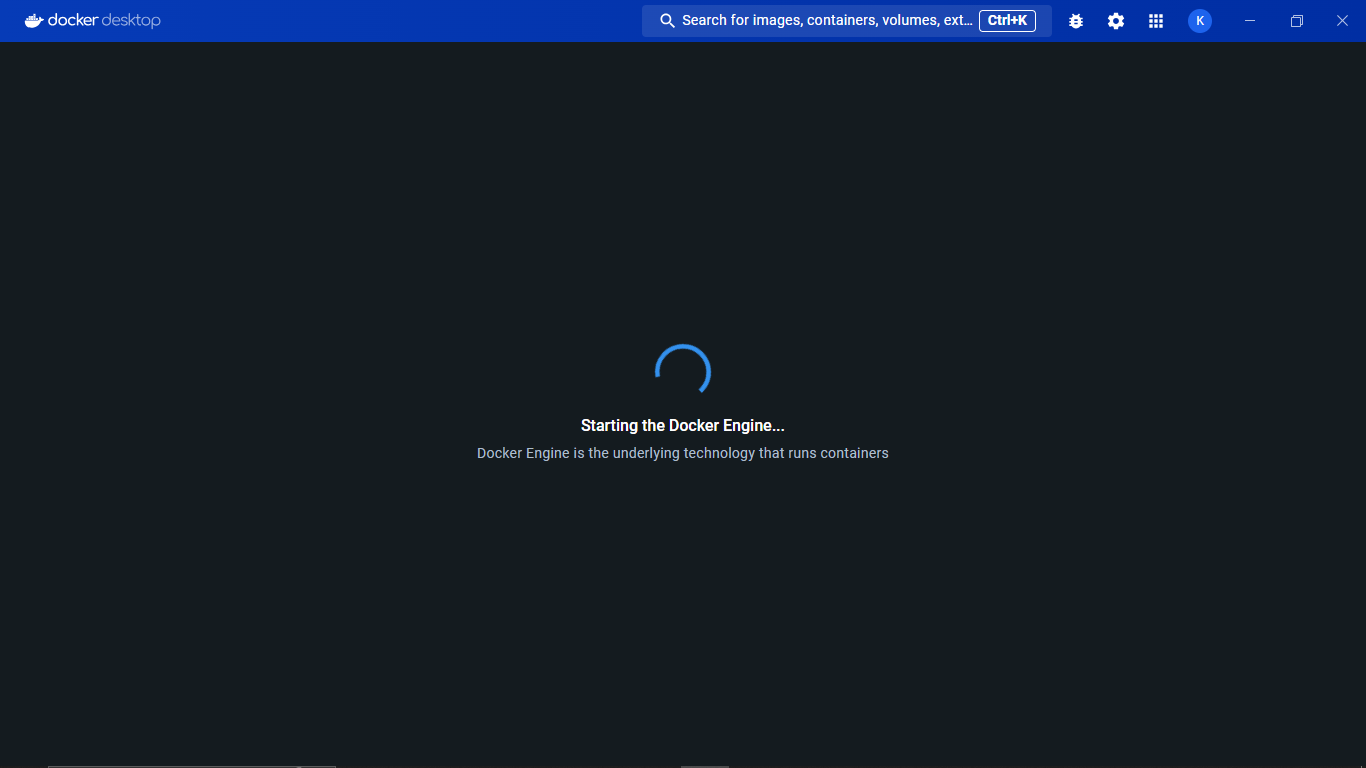 docker desktop
Search for images, containers, volumes, ext... Ctrl+K
K
Starting the Docker Engine...
Docker Engine is the underlying technology that runs containers